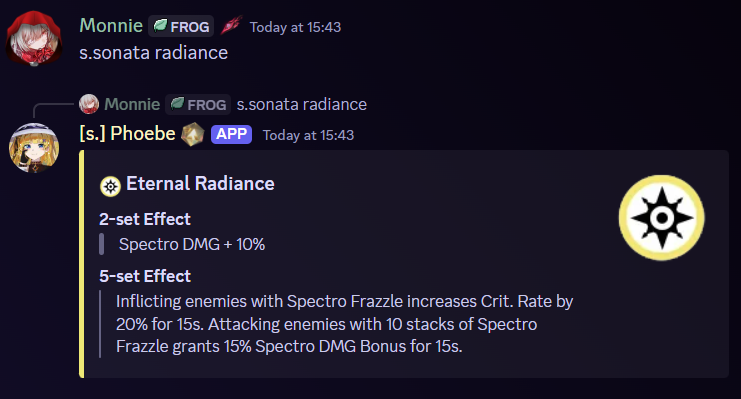 Monnie FROG Today at 15:43
s.sonata radiance
Monnie FROG s.sonata radiance
[s.] Phoebe APP Today at 15:43
Eternal Radiance
2-set Effect
Spectro DMG + 10%
5-set Effect
Inflicting enemies with Spectro Frazzle increases Crit. Rate by
20% for 15s. Attacking enemies with 10 stacks of Spectro
Frazzle grants 15% Spectro DMG Bonus for 15s.